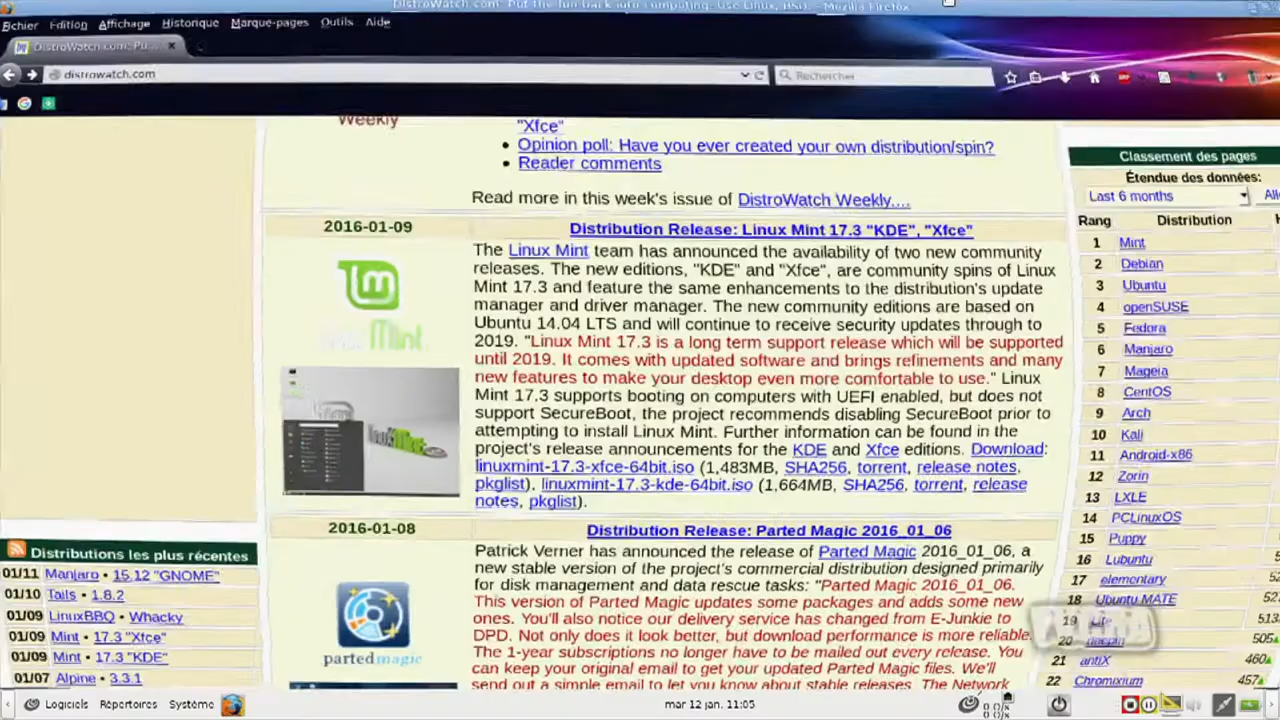 DistroWatch.com: Put the fun back into computing. Use Linux, BSD. - Mozilla Firefox
Fichier Édition Affichage Historique Marque-pages Outils Aide
DistroWatch.com: Pu...
distrowatch.com
Rechercher
Weekly
"Xfce"
Opinion poll: Have you ever created your own distribution/spin?
Reader comments
Read more in this week's issue of DistroWatch Weekly....
2016-01-09
Distribution Release: Linux Mint 17.3 "KDE", "Xfce"
The Linux Mint team has announced the availability of two new community
releases. The new editions, "KDE" and "Xfce", are community spins of Linux
Mint 17.3 and feature the same enhancements to the distribution's update
manager and driver manager. The new community editions are based on
Ubuntu 14.04 LTS and will continue to receive security updates through to
2019. "Linux Mint 17.3 is a long term support release which will be supported
until 2019. It comes with updated software and brings refinements and many
new features to make your desktop even more comfortable to use." Linux
Mint 17.3 supports booting on computers with UEFI enabled, but does not
support SecureBoot, the project recommends disabling SecureBoot prior to
attempting to install Linux Mint. Further information can be found in the
project's release announcements for the KDE and Xfce editions. Download:
linuxmint-17.3-xfce-64bit.iso (1,483MB, SHA256, torrent, release notes,
pkglist), linuxmint-17.3-kde-64bit.iso (1,664MB, SHA256, torrent, release
notes, pkglist).
2016-01-08
Distribution Release: Parted Magic 2016_01_06
Patrick Verner has announced the release of Parted Magic 2016_01_06, a
new stable version of the project's commercial distribution designed primarily
for disk management and data rescue tasks: "Parted Magic 2016_01_06.
This version of Parted Magic updates some packages and adds some new
ones. You'll also notice our delivery service has changed from E-Junkie to
DPD. Not only does it look better, but download performance is more reliable.
The 1-year subscriptions no longer have to be mailed out every release. You
can keep your original email to get your updated Parted Magic files. We'll
send out a simple email to let you know about stable releases. The Network
partedmagic
Distributions les plus récentes
01/11 Manjaro • 15.12 "GNOME"
01/10 Tails • 1.8.2
01/09 LinuxBBQ • Whacky
01/09 Mint • 17.3 "Xfce"
01/09 Mint • 17.3 "KDE"
01/07 Alpine • 3.3.1
Classement des pages
Étendue des données:
Last 6 months
Rang Distribution
1 Mint
2 Debian
3 Ubuntu
4 openSUSE
5 Fedora
6 Manjaro
7 Mageia
8 CentOS
9 Arch
10 Kali
11 Android-x86
12 Zorin
13 LXLE
14 PCLinuxOS
15 Puppy
16 Lubuntu
17 elementary
18 Ubuntu MATE
19 Lite 513
20 deepin 505
21 antiX 460
22 Chromixium 457
Logiciels Répertoires Système
mar 12 jan. 11:05